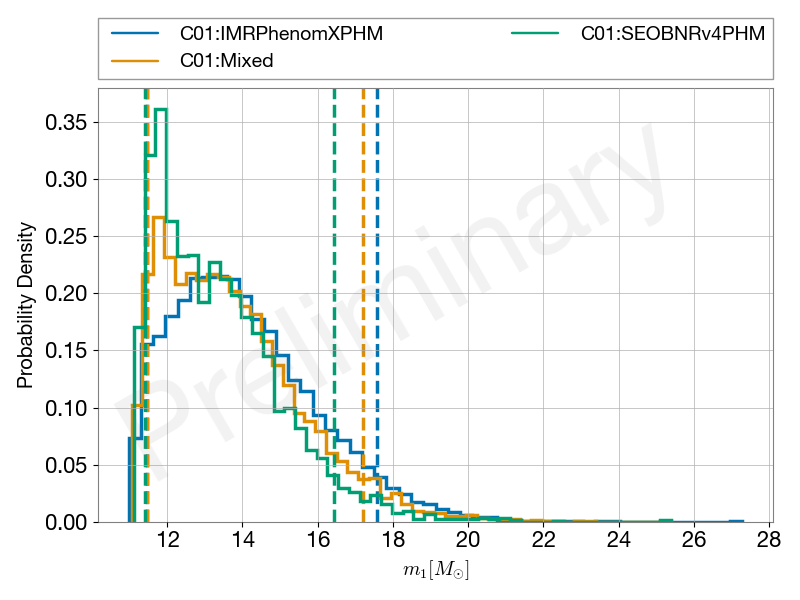 C01:IMRPhenomXPHM
C01:Mixed
C01:SEOBNRv4PHM
0.35
0.30
0.25
0.20
0.15
0.10
0.05
0.00
Probability Density
Preliminary
12 14 16 18 20 22 24 26 28
m₁[M☉]